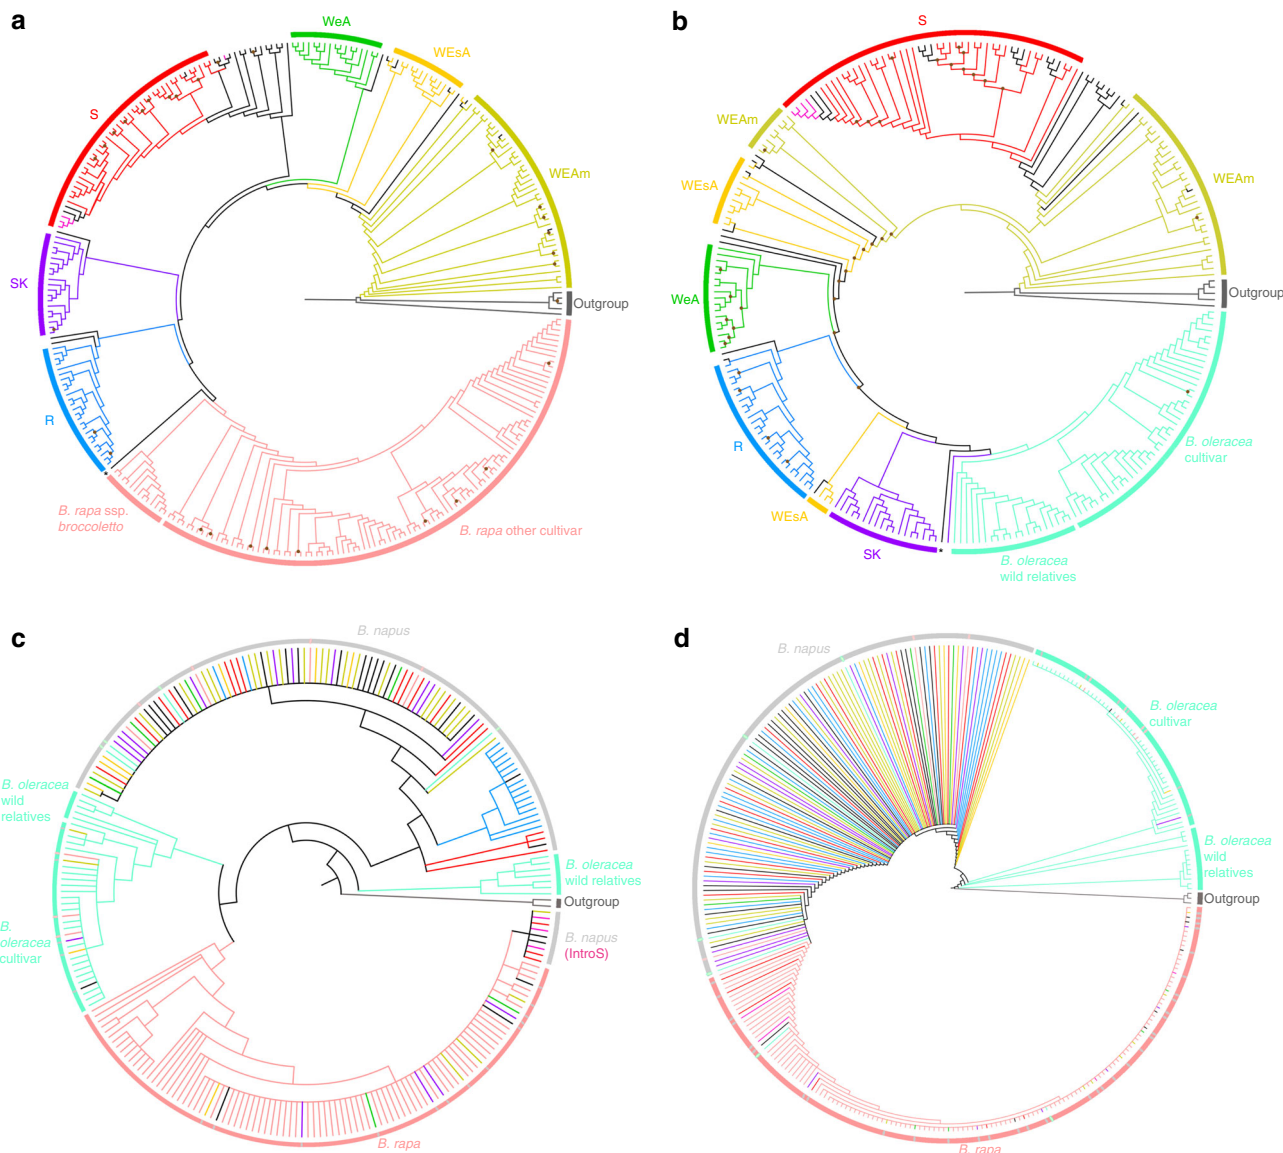 a
WeA
WEsA
S
WEAm
SK
Outgroup
R
B. rapa ssp.
broccoletto
B. rapa other cultivar
*
b
S
WEAm
WEAm
WEsA
WeA
Outgroup
R
B. oleracea
cultivar
WEsA
SK
*
B. oleracea
wild relatives
c
B. napus
B. oleracea
wild
relatives
B. oleracea
wild relatives
Outgroup
B.
oleracea
cultivar
B. napus
(IntroS)
B. rapa
d
B. napus
B. oleracea
cultivar
B. oleracea
wild
relatives
Outgroup
B. rapa